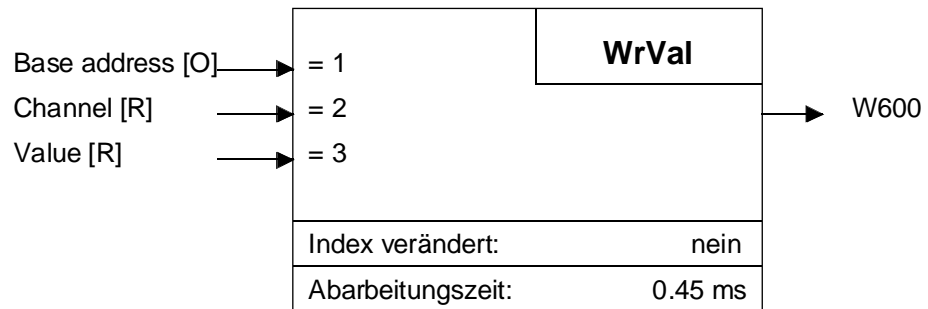 WrVal
Base address [O] = 1
Channel [R] = 2 W600
Value [R] = 3
Index verändert: nein
Abarbeitungszeit: 0.45 ms